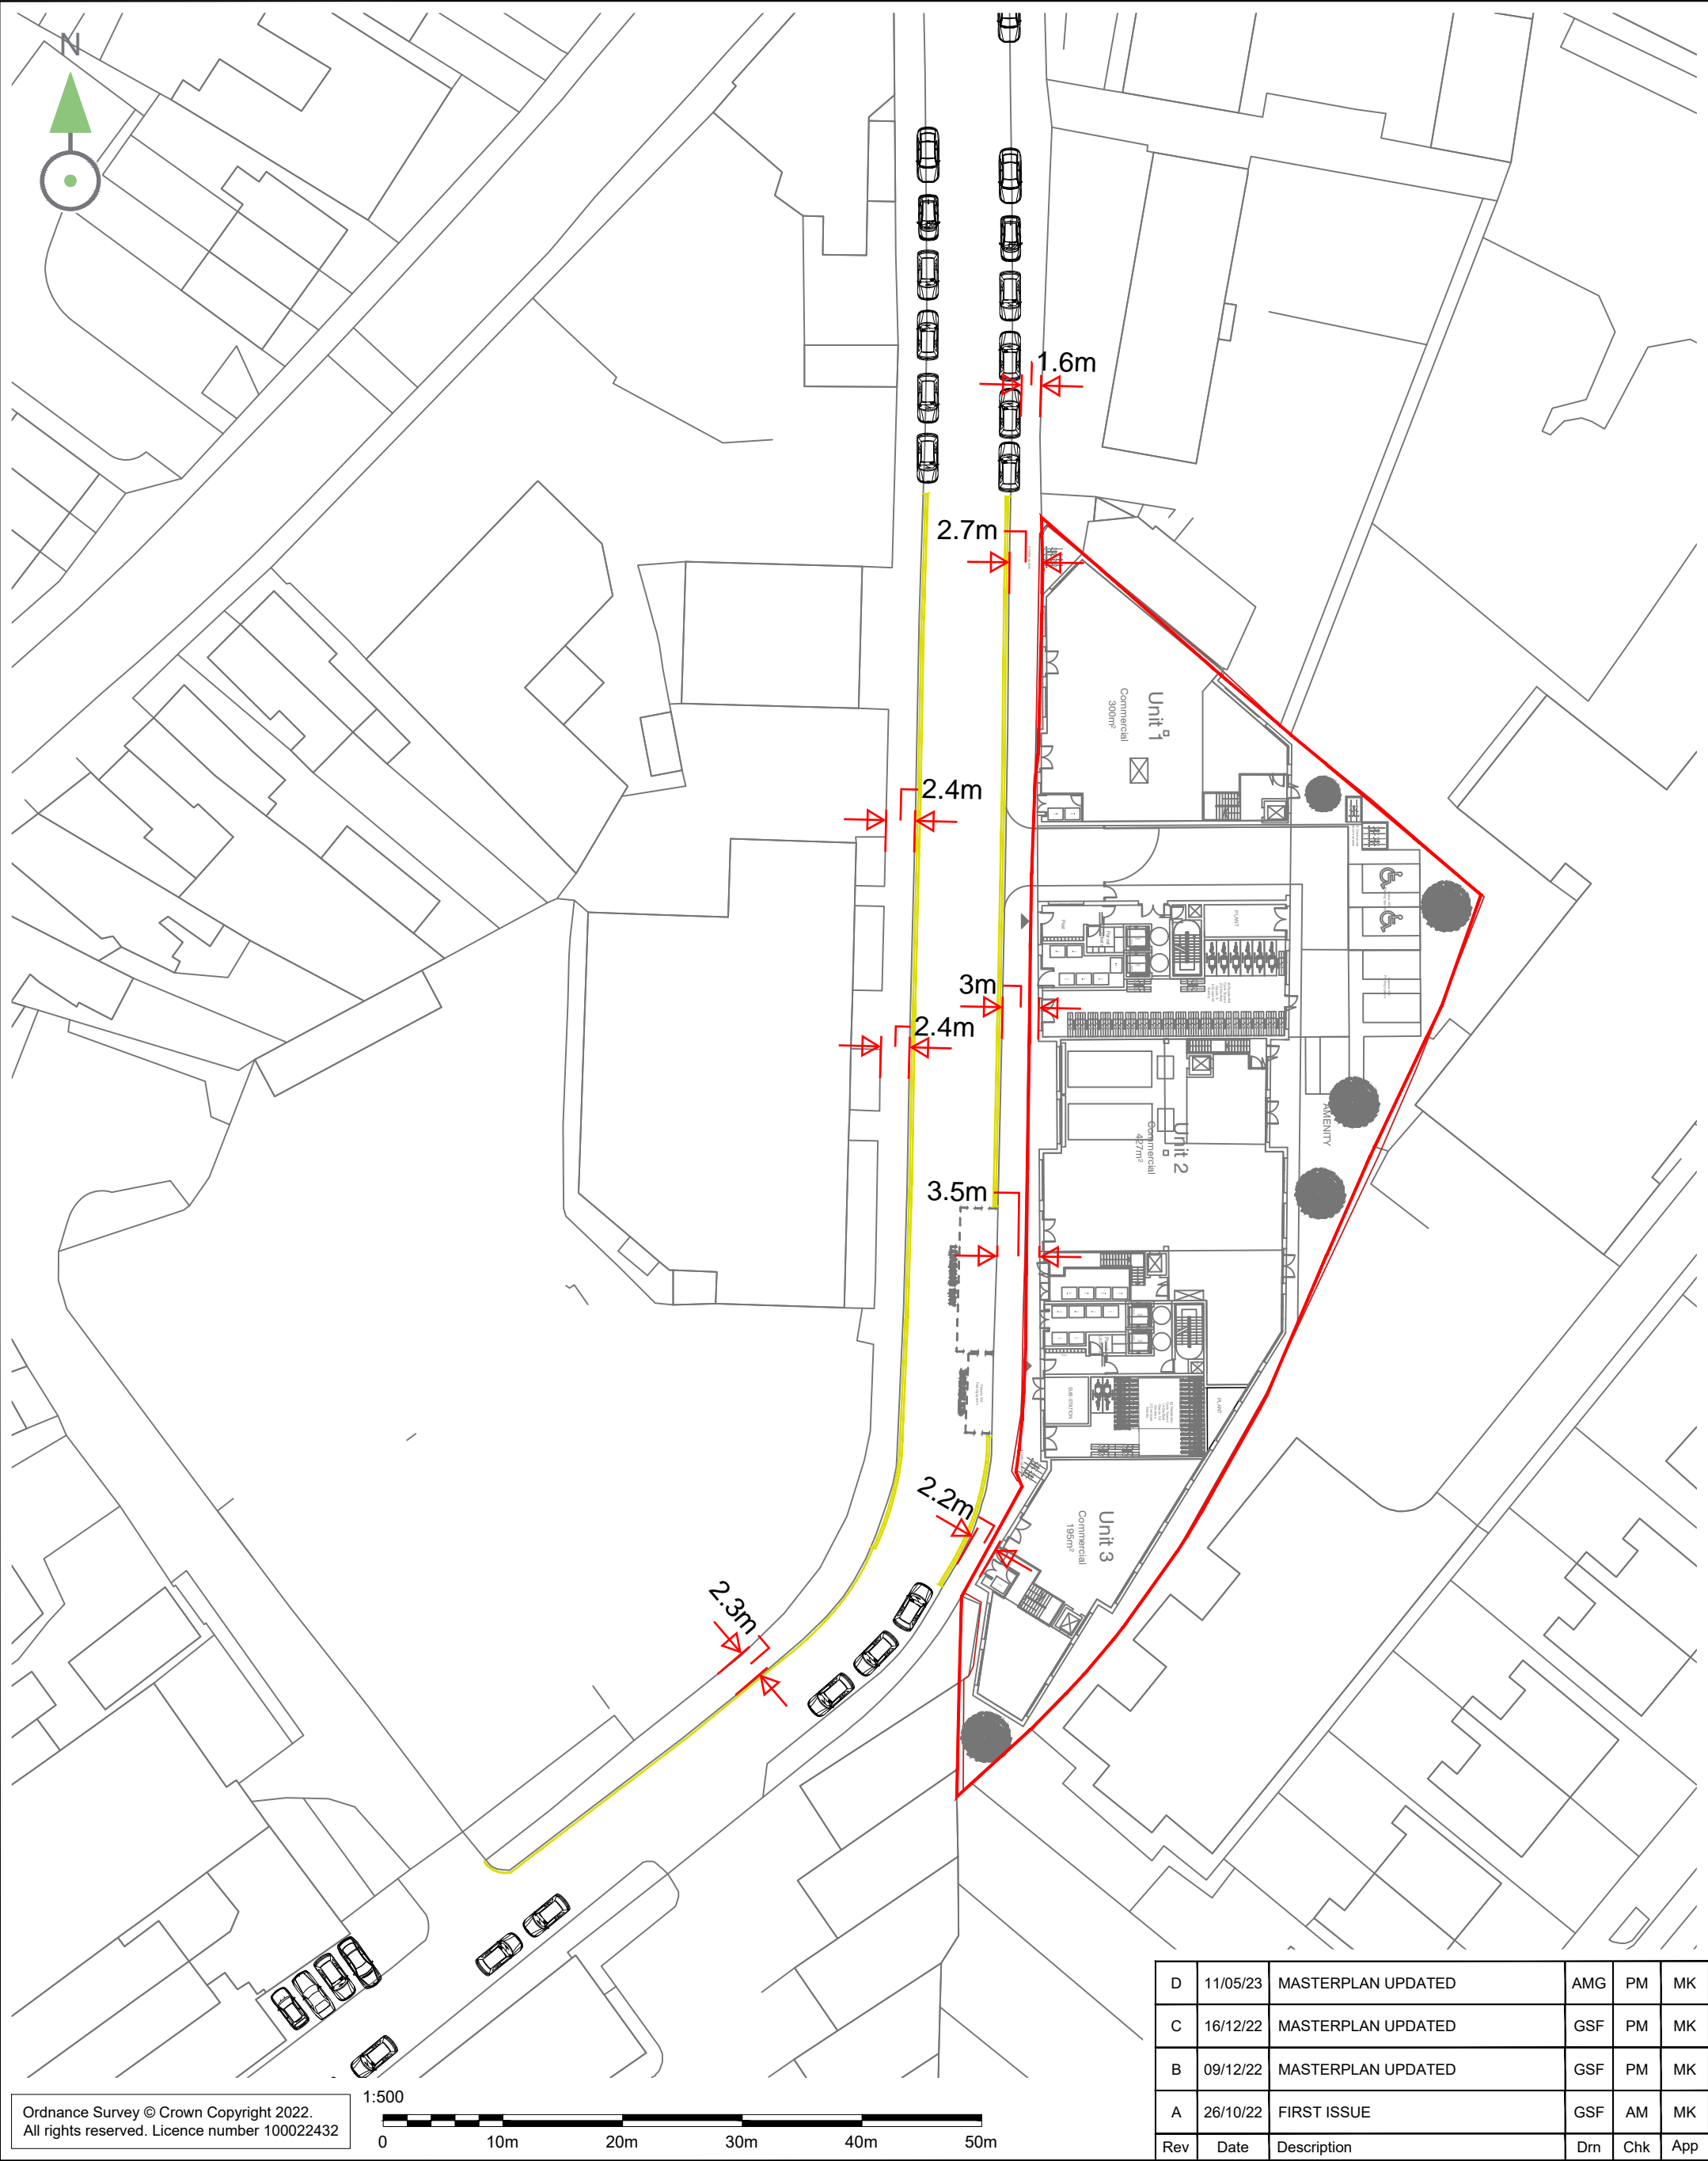 N
1.6m
2.7m
Unit 1
Commercial
300m²
2.4m
PLANT
3m
2.4m
AMENITY
Unit 2
Commercial
427m²
3.5m
SUB-STATION
PLANT
2.2m
Unit 3
Commercial
195m²
2.3m
D 11/05/23 MASTERPLAN UPDATED AMG PM MK
C 16/12/22 MASTERPLAN UPDATED GSF PM MK
B 09/12/22 MASTERPLAN UPDATED GSF PM MK
A 26/10/22 FIRST ISSUE GSF AM MK
Rev Date Description Drn Chk App
Ordnance Survey © Crown Copyright 2022.
All rights reserved. Licence number 100022432
1:500
0 10m 20m 30m 40m 50m